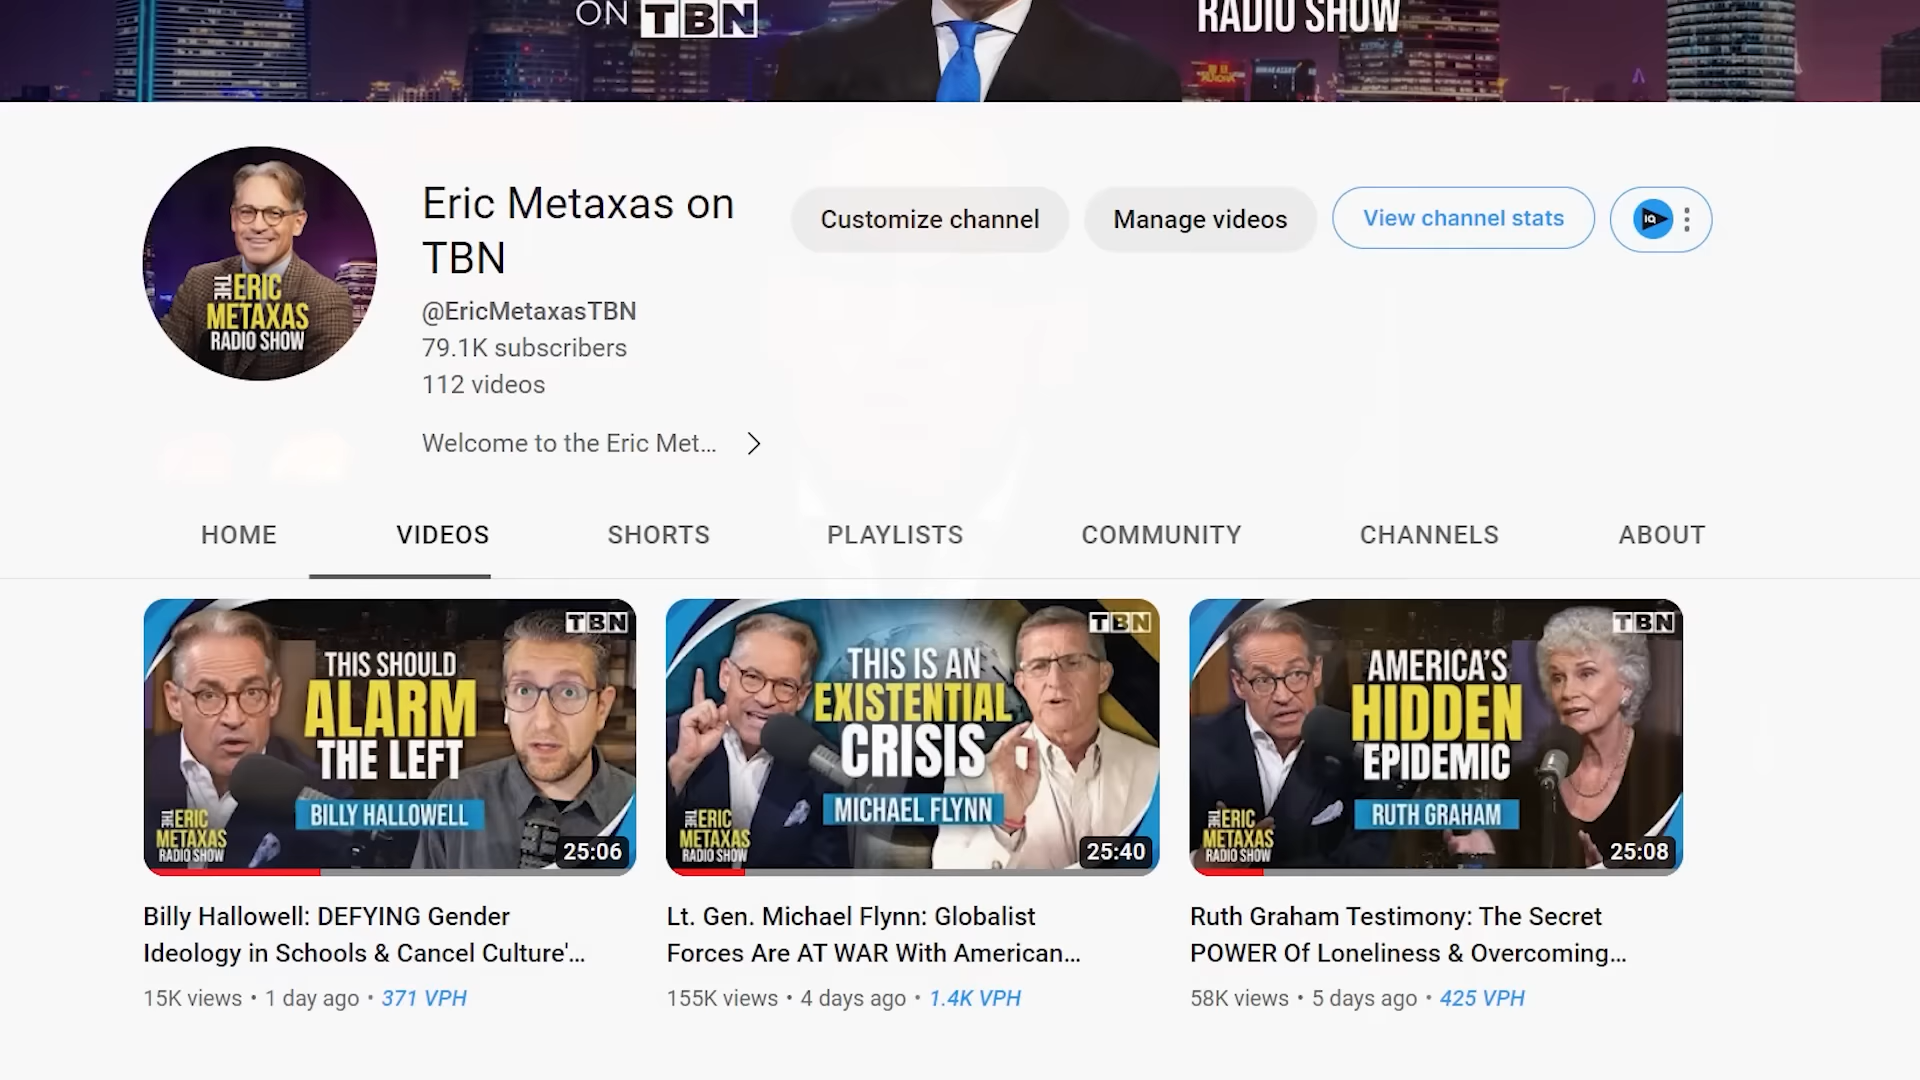 ON TBN
RADIO SHOW
THE ERIC
METAXAS
RADIO SHOW
Eric Metaxas on
TBN
@EricMetaxasTBN
79.1K subscribers
112 videos
Welcome to the Eric Met...
Customize channel
Manage videos
View channel stats
IQ
HOME
VIDEOS
SHORTS
PLAYLISTS
COMMUNITY
CHANNELS
ABOUT
TBN
THIS SHOULD
ALARM
THE LEFT
BILLY HALLOWELL
THE ERIC
METAXAS
RADIO SHOW
25:06
Billy Hallowell: DEFYING Gender
Ideology in Schools & Cancel Culture'...
15K views • 1 day ago • 371 VPH
TBN
THIS IS AN
EXISTENTIAL
CRISIS
MICHAEL FLYNN
THE ERIC
METAXAS
RADIO SHOW
25:40
Lt. Gen. Michael Flynn: Globalist
Forces Are AT WAR With American...
155K views • 4 days ago • 1.4K VPH
TBN
AMERICA'S
HIDDEN
EPIDEMIC
RUTH GRAHAM
THE ERIC
METAXAS
RADIO SHOW
25:08
Ruth Graham Testimony: The Secret
POWER Of Loneliness & Overcoming...
58K views • 5 days ago • 425 VPH